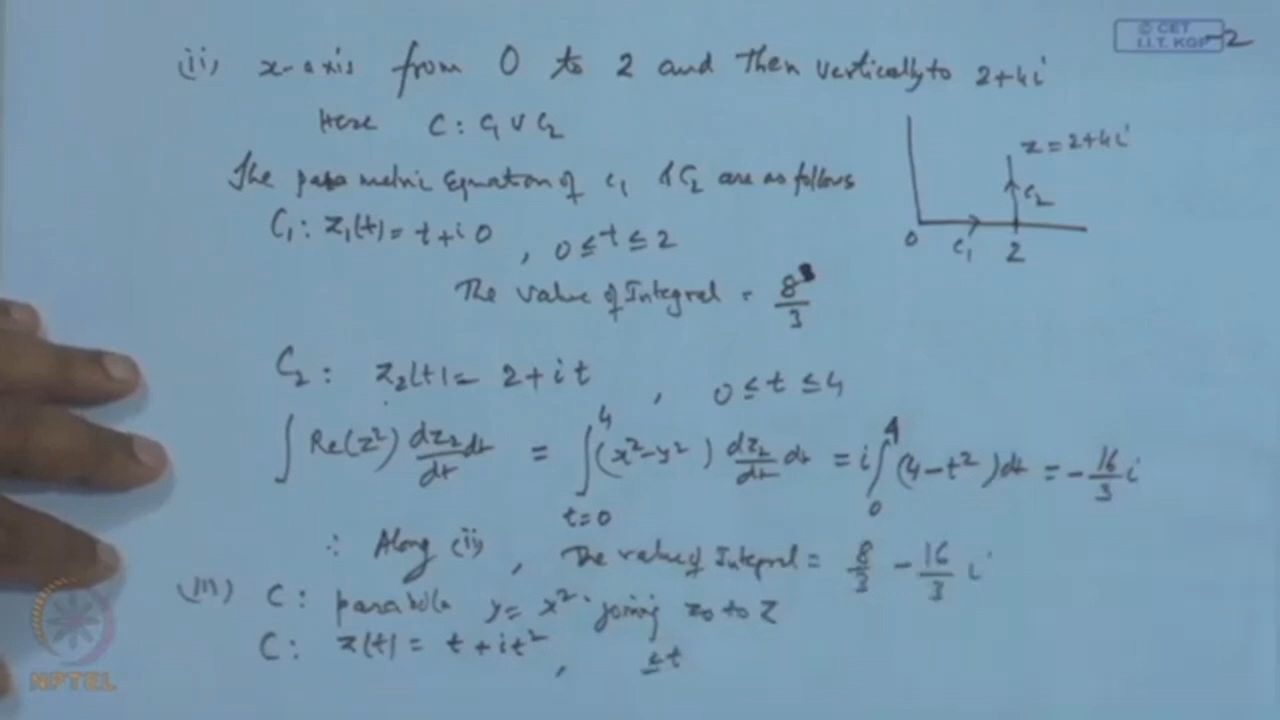 © CET
I.I.T. KGP
-2
(ii) x-axis from 0 to 2 and then vertically to 2+4i
Here C: C₁ ∪ C₂
The parametric Equation of C₁ & C₂ are as follows
C₁: z₁(t) = t + i0 , 0 ≤ t ≤ 2
The value of Integral = 8/3
z = 2+4i
C₂
0 C₁ 2
C₂: z₂(t) = 2 + it , 0 ≤ t ≤ 4
∫ Re(z²) dz₂/dt dt = ∫_{t=0}^{4} (x²-y²) dz₂/dt dt = i ∫_0^4 (4-t²) dt = -16/3 i
∴ Along (ii), The value of Integral = 8/3 - 16/3 i
(iii) C: parabola y = x² joining z₀ to z
C: z(t) = t + it² , ≤ t
NPTEL